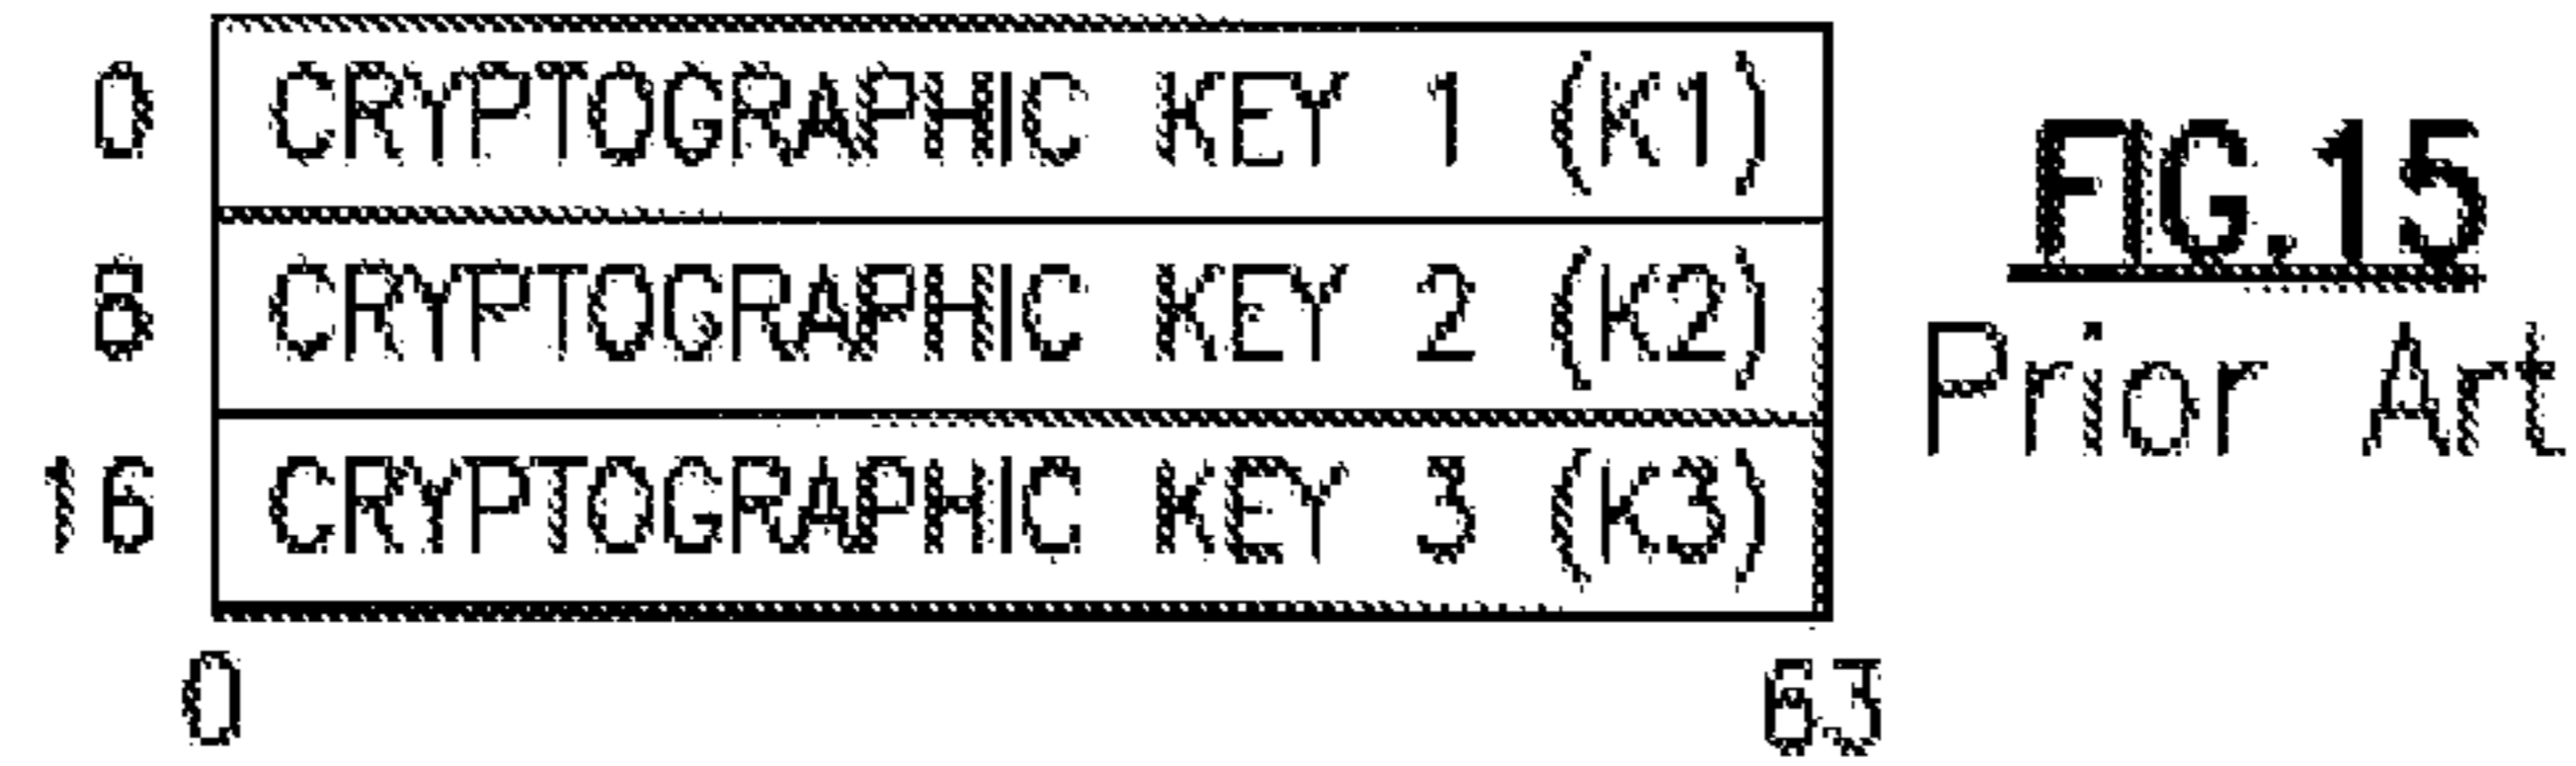 0 CRYPTOGRAPHIC KEY 1 (K1)
8 CRYPTOGRAPHIC KEY 2 (K2)
16 CRYPTOGRAPHIC KEY 3 (K3)
0 63
FIG.15
Prior Art